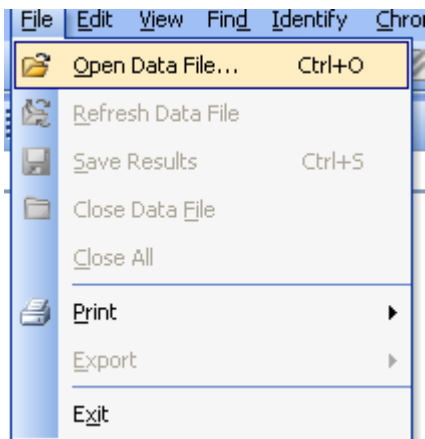 File Edit View Find Identify Chro
Open Data File... Ctrl+O
Refresh Data File
Save Results Ctrl+S
Close Data File
Close All
Print
Export
Exit